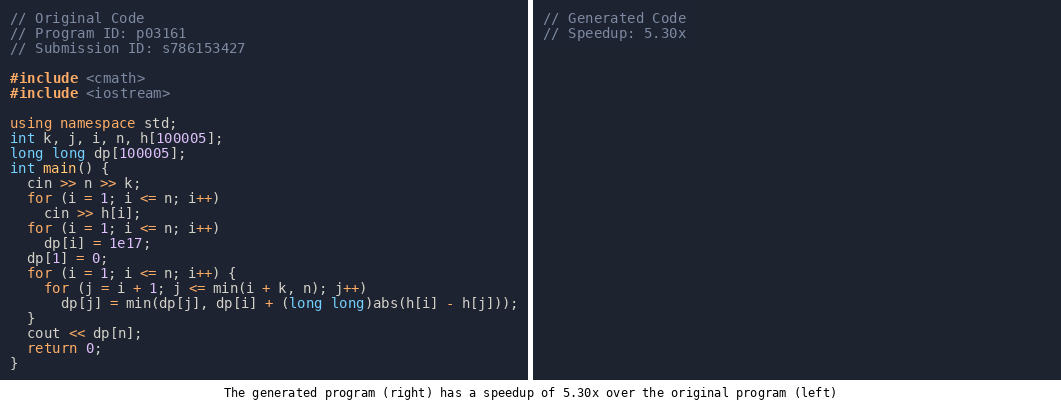 // Original Code
// Program ID: p03161
// Submission ID: s786153427
#include <cmath>
#include <iostream>
using namespace std;
int k, j, i, n, h[100005];
long long dp[100005];
int main() {
  cin >> n >> k;
  for (i = 1; i <= n; i++)
    cin >> h[i];
  for (i = 1; i <= n; i++)
    dp[i] = 1e17;
  dp[1] = 0;
  for (i = 1; i <= n; i++) {
    for (j = i + 1; j <= min(i + k, n); j++)
      dp[j] = min(dp[j], dp[i] + (long long)abs(h[i] - h[j]));
  }
  cout << dp[n];
  return 0;
}
// Generated Code
// Speedup: 5.30x
The generated program (right) has a speedup of 5.30x over the original program (left)